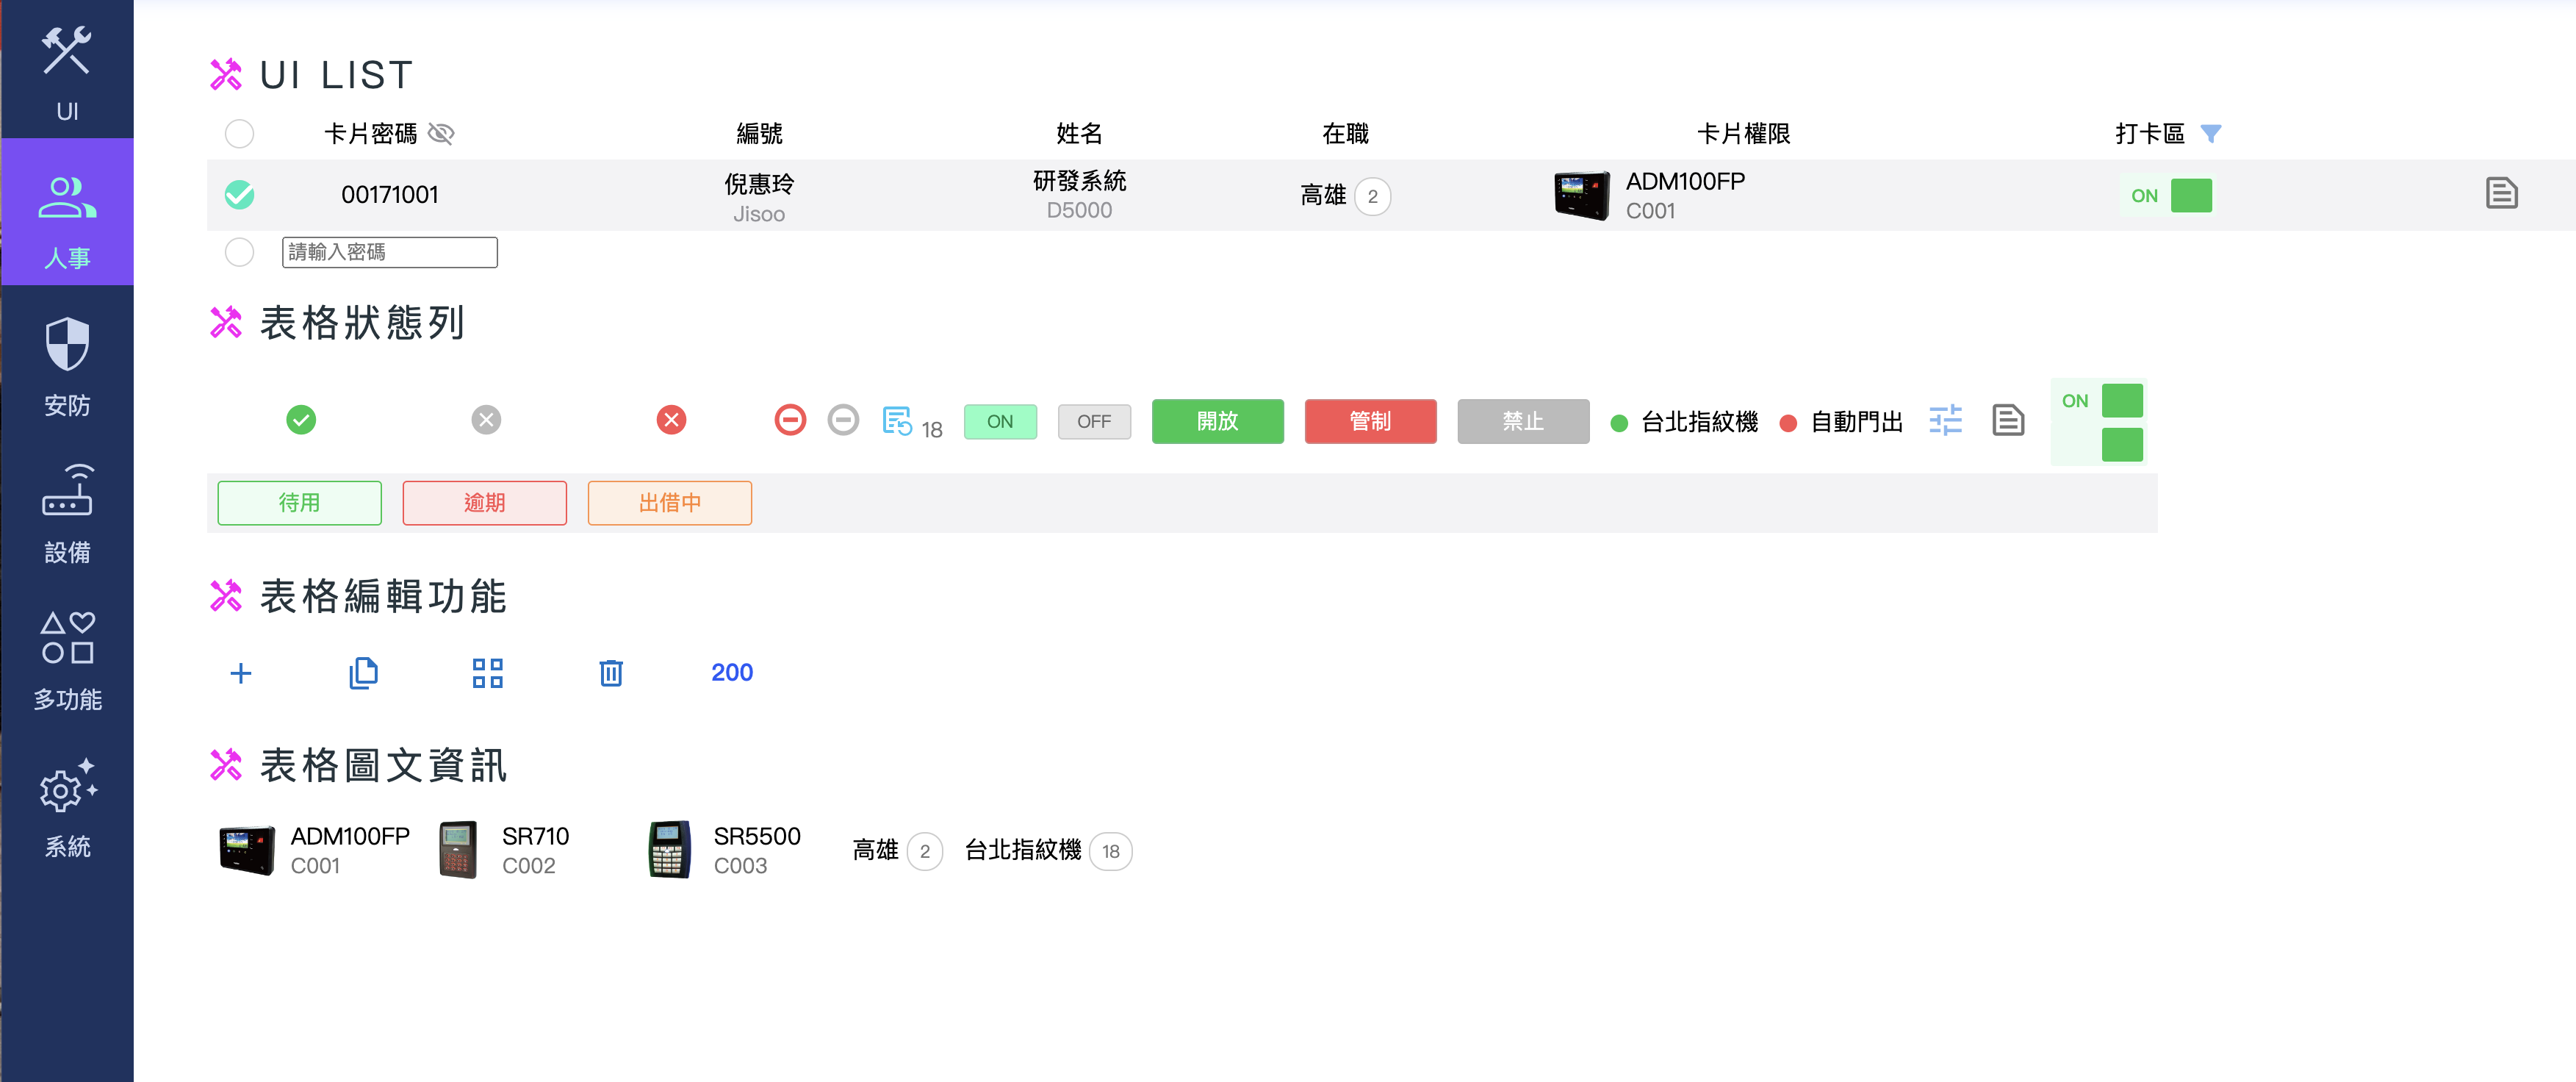 UI
人事
安防
設備
多功能
系統
UI LIST
卡片密碼 編號 姓名 在職 卡片權限 打卡區
00171001 倪惠玲 研發系統 高雄 2 ADM100FP ON
Jisoo D5000 C001
請輸入密碼
表格狀態列
18 ON OFF 開放 管制 禁止 台北指紋機 自動門出 ON
待用 逾期 出借中
表格編輯功能
200
表格圖文資訊
ADM100FP SR710 SR5500 高雄 2 台北指紋機 18
C001 C002 C003